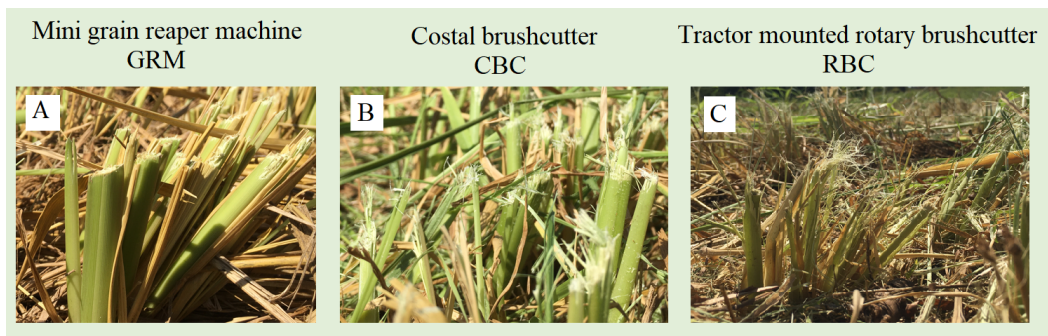 Mini grain reaper machine
GRM
Costal brushcutter
CBC
Tractor mounted rotary brushcutter
RBC
A
B
C